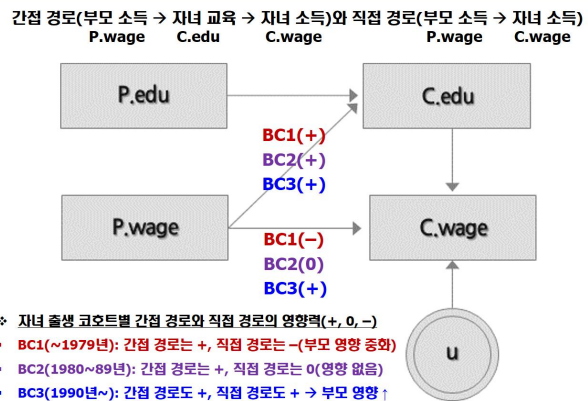 간접 경로(부모 소득 → 자녀 교육 → 자녀 소득)와 직접 경로(부모 소득 → 자녀 소득)
P.wage C.edu C.wage P.wage C.wage
P.edu C.edu
BC1(+)
BC2(+)
BC3(+)
P.wage C.wage
BC1(–)
BC2(0)
BC3(+)
자녀 출생 코호트별 간접 경로와 직접 경로의 영향력(+, 0, –)
BC1(~1979년): 간접 경로는 +, 직접 경로는 –(부모 영향 중화)
BC2(1980~89년): 간접 경로는 +, 직접 경로는 0(영향 없음)
BC3(1990년~): 간접 경로도 +, 직접 경로도 + → 부모 영향 ↑
u